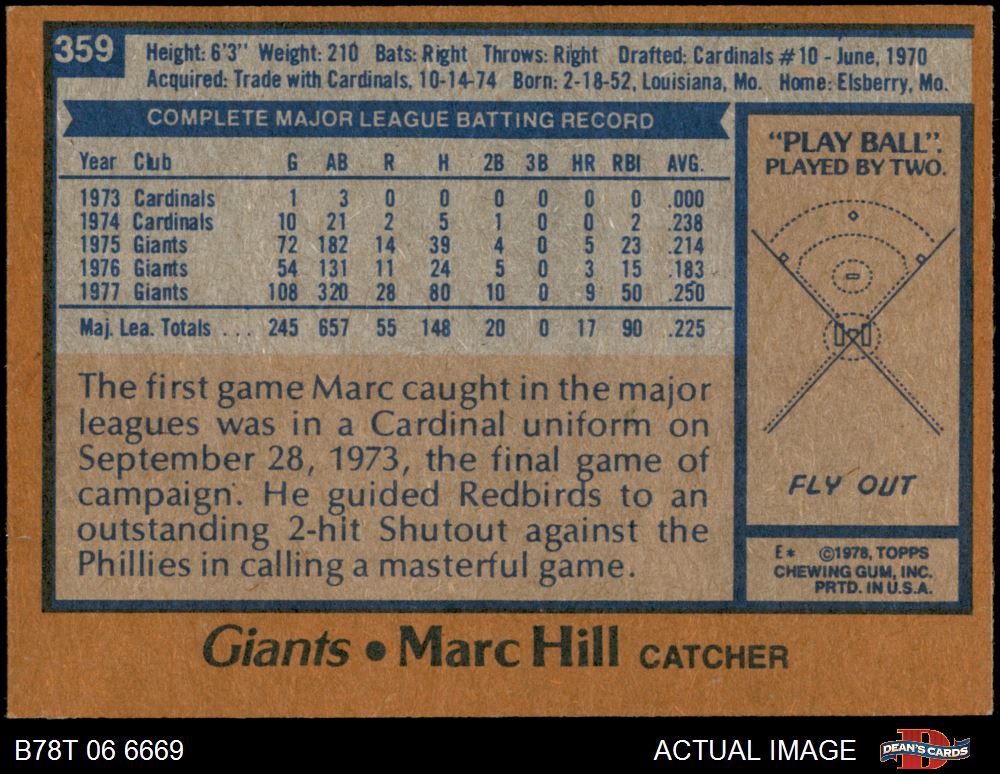 359
Height: 6'3" Weight: 210 Bats: Right Throws: Right Drafted: Cardinals #10 - June, 1970
Acquired: Trade with Cardinals, 10-14-74 Born: 2-18-52, Louisiana, Mo. Home: Elsberry, Mo.
COMPLETE MAJOR LEAGUE BATTING RECORD
Year Club G AB R H 2B 3B HR RBI AVG.
1973 Cardinals 1 3 0 0 0 0 0 0 .000
1974 Cardinals 10 21 2 5 1 0 0 2 .238
1975 Giants 72 182 14 39 4 0 5 23 .214
1976 Giants 54 131 11 24 5 0 3 15 .183
1977 Giants 108 320 28 80 10 0 9 50 .250
Maj. Lea. Totals . . . 245 657 55 148 20 0 17 90 .225
The first game Marc caught in the major
leagues was in a Cardinal uniform on
September 28, 1973, the final game of
campaign. He guided Redbirds to an
outstanding 2-hit Shutout against the
Phillies in calling a masterful game.
"PLAY BALL".
PLAYED BY TWO.
FLY OUT
E* ©1978, TOPPS
CHEWING GUM, INC.
PRTD. IN U.S.A.
Giants • Marc Hill CATCHER
B78T 06 6669
ACTUAL IMAGE
DEAN'S CARDS